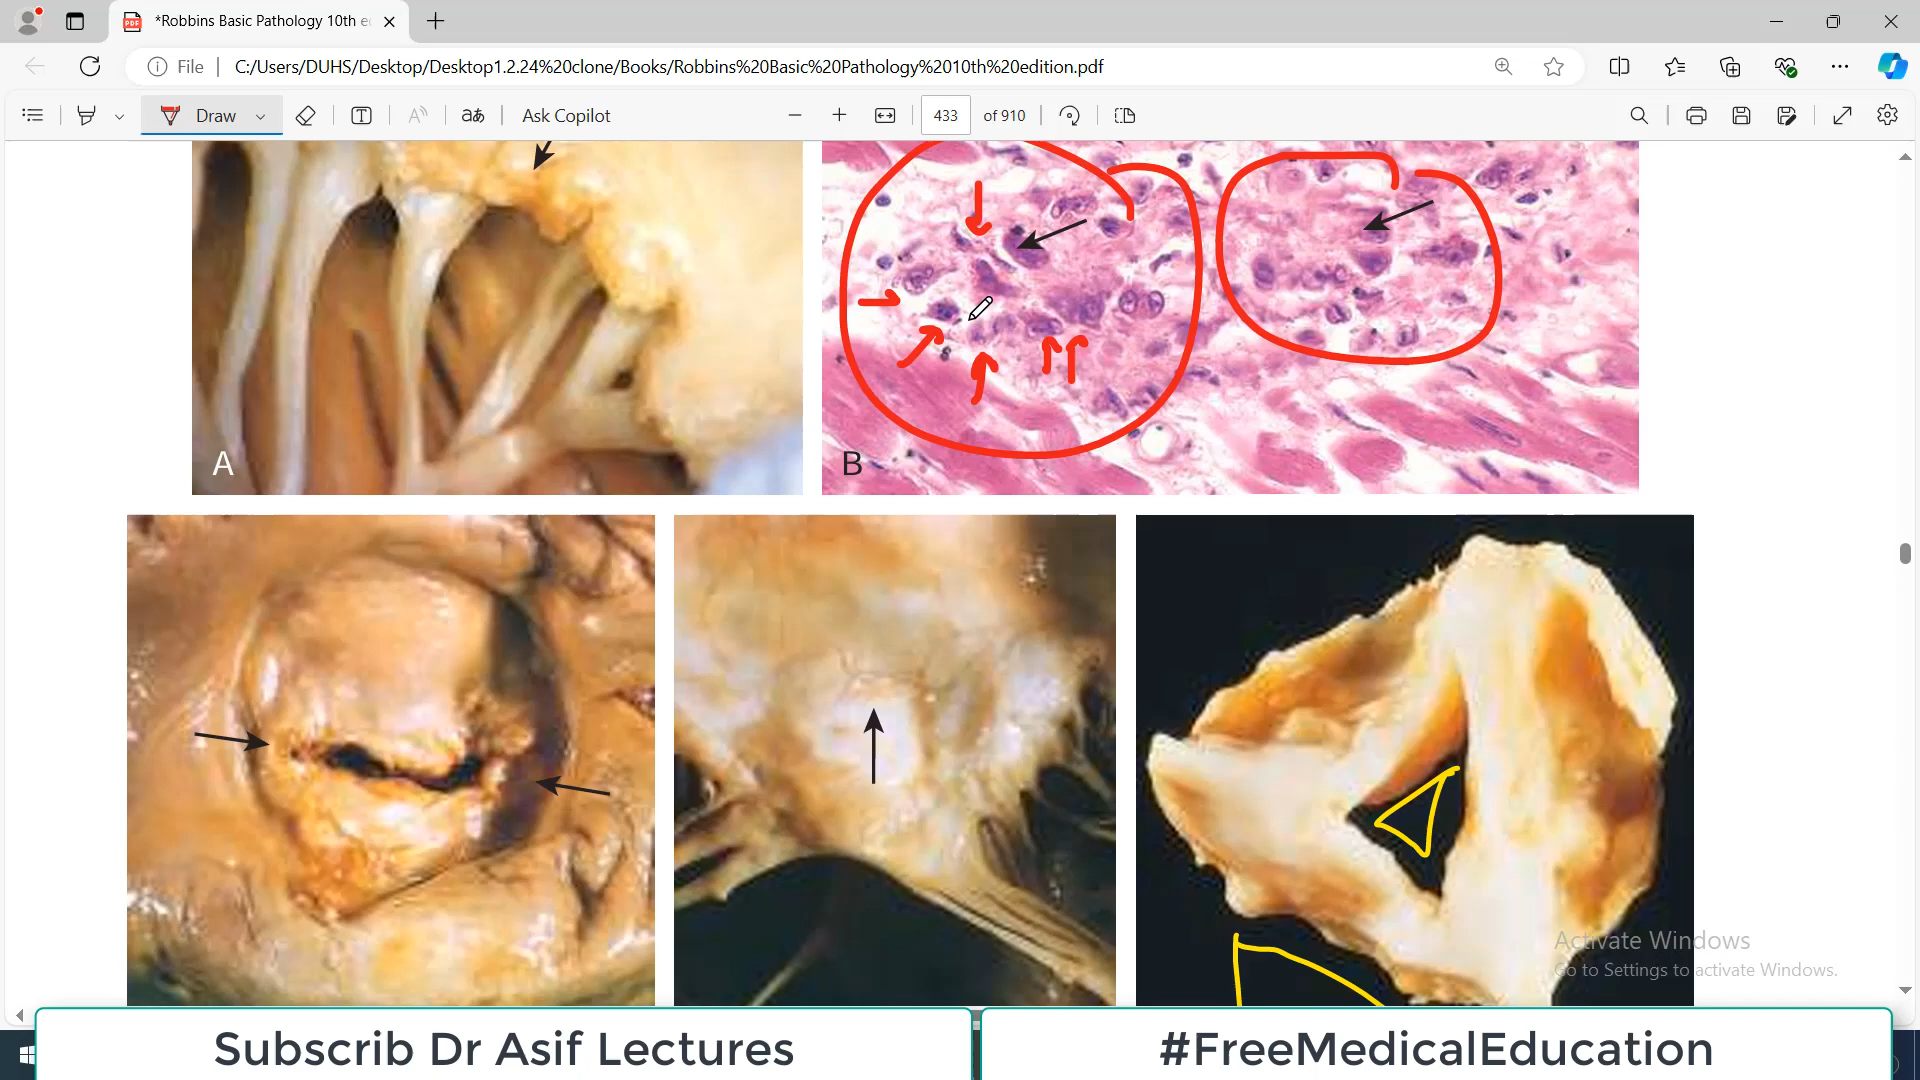 *Robbins Basic Pathology 10th e
File
C:/Users/DUHS/Desktop/Desktop1.2.24%20clone/Books/Robbins%20Basic%20Pathology%2010th%20edition.pdf
Draw
Ask Copilot
433 of 910
A
B
Activate Windows
Go to Settings to activate Windows.
Subscrib Dr Asif Lectures
#FreeMedicalEducation